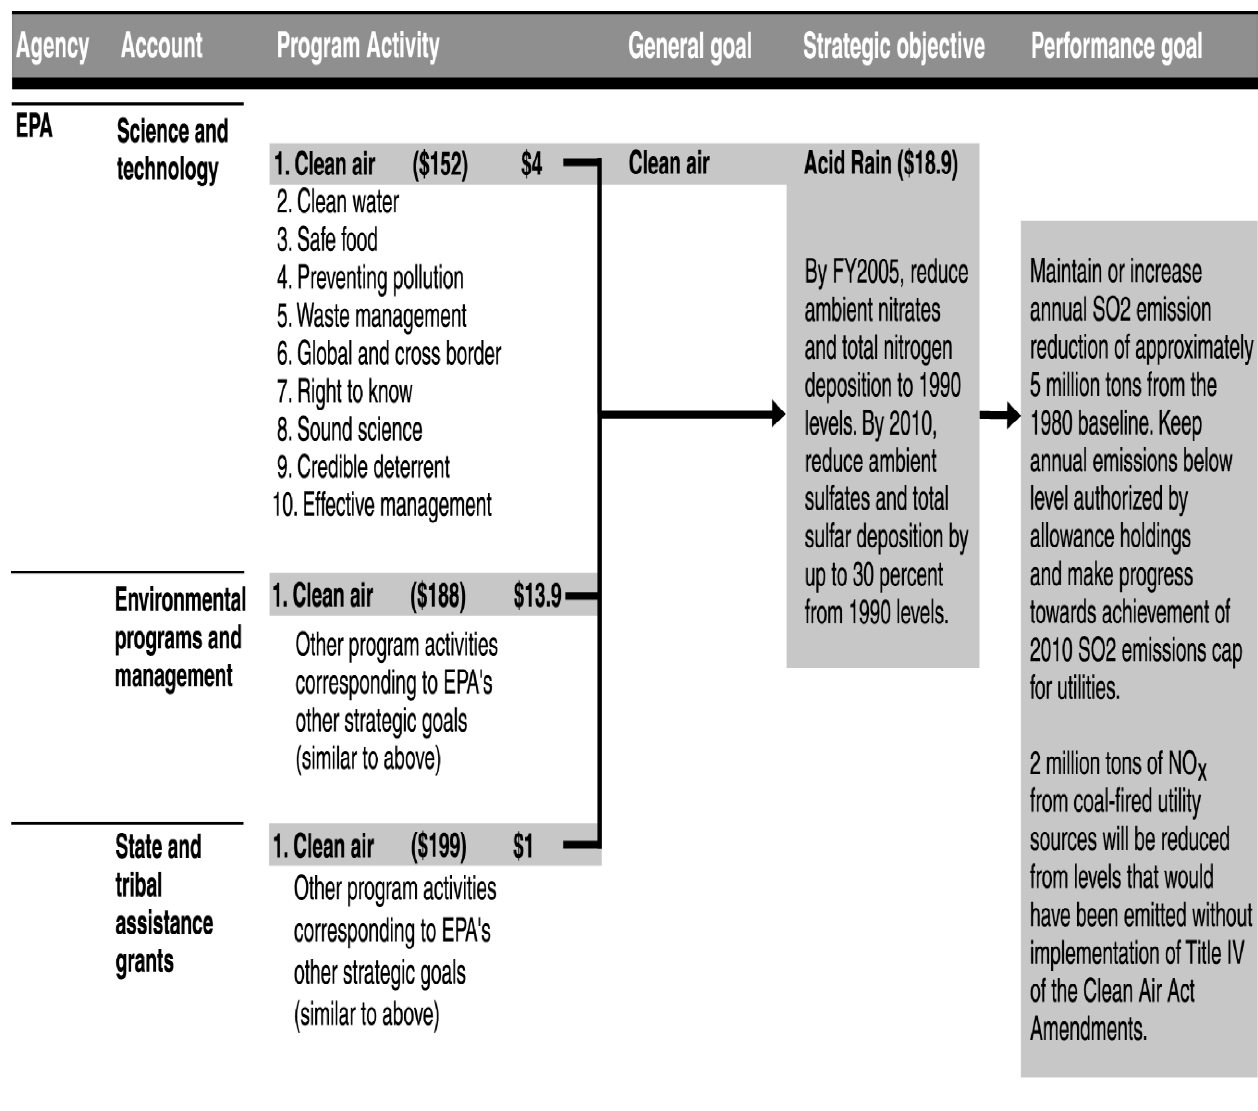 Agency Account Program Activity General goal Strategic objective Performance goal
EPA
Science and
technology
1. Clean air ($152) $4
2. Clean water
3. Safe food
4. Preventing pollution
5. Waste management
6. Global and cross border
7. Right to know
8. Sound science
9. Credible deterrent
10. Effective management
Clean air
Acid Rain ($18.9)
By FY2005, reduce
ambient nitrates
and total nitrogen
deposition to 1990
levels. By 2010,
reduce ambient
sulfates and total
sulfar deposition by
up to 30 percent
from 1990 levels.
Maintain or increase
annual SO2 emission
reduction of approximately
5 million tons from the
1980 baseline. Keep
annual emissions below
level authorized by
allowance holdings
and make progress
towards achievement of
2010 SO2 emissions cap
for utilities.
2 million tons of NOx
from coal-fired utility
sources will be reduced
from levels that would
have been emitted without
implementation of Title IV
of the Clean Air Act
Amendments.
Environmental
programs and
management
1. Clean air ($188) $13.9
Other program activities
corresponding to EPA's
other strategic goals
(similar to above)
State and
tribal
assistance
grants
1. Clean air ($199) $1
Other program activities
corresponding to EPA's
other strategic goals
(similar to above)